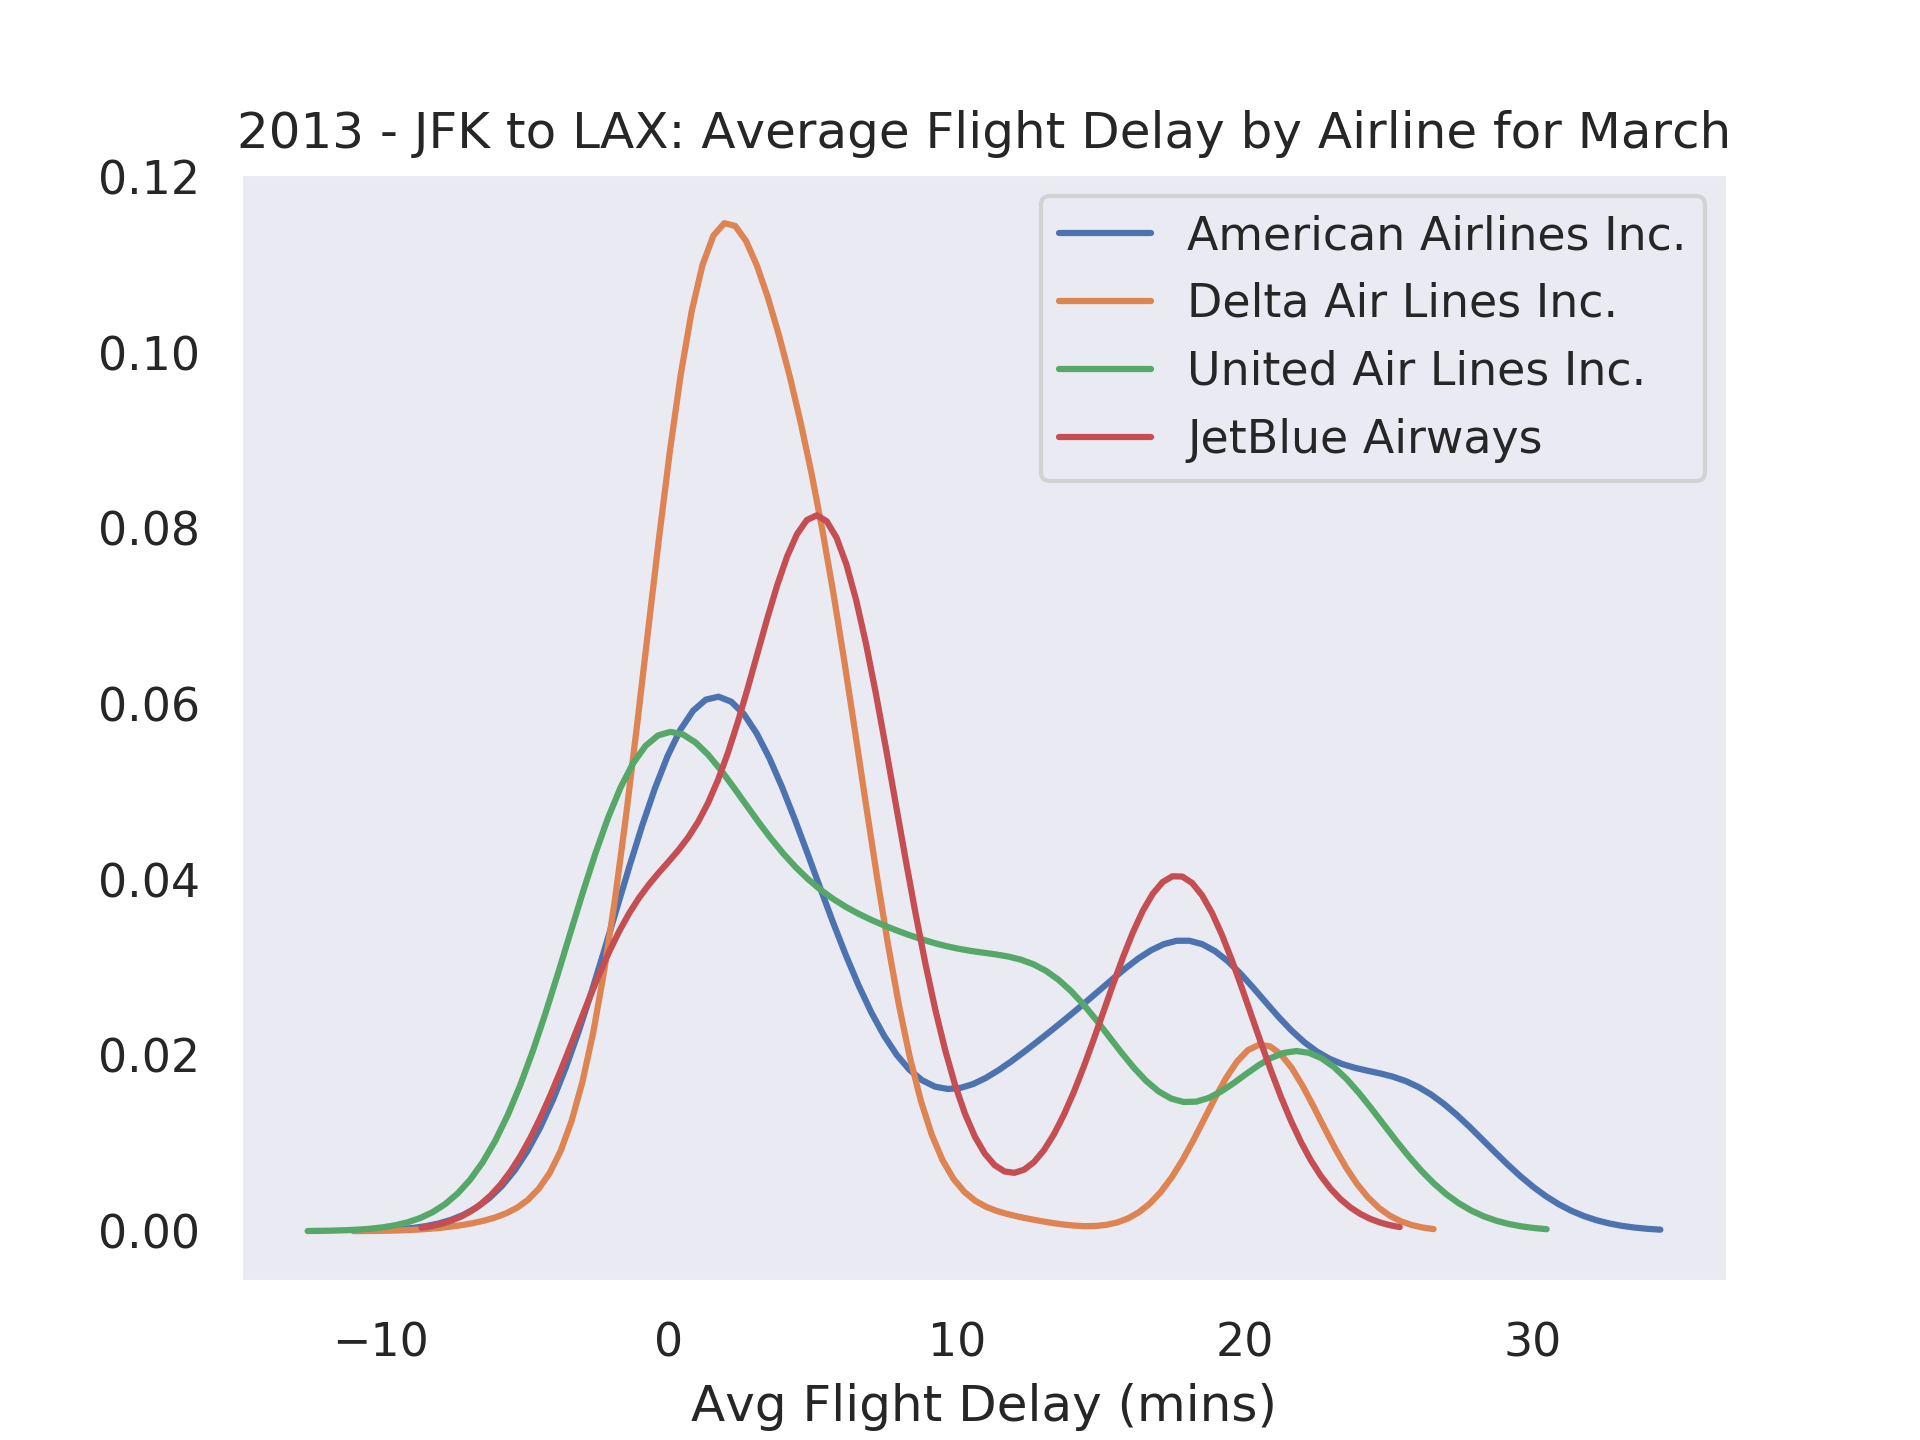 2013 - JFK to LAX: Average Flight Delay by Airline for March
0.12
0.10
0.08
0.06
0.04
0.02
0.00
American Airlines Inc.
Delta Air Lines Inc.
United Air Lines Inc.
JetBlue Airways
−10 0 10 20 30
Avg Flight Delay (mins)